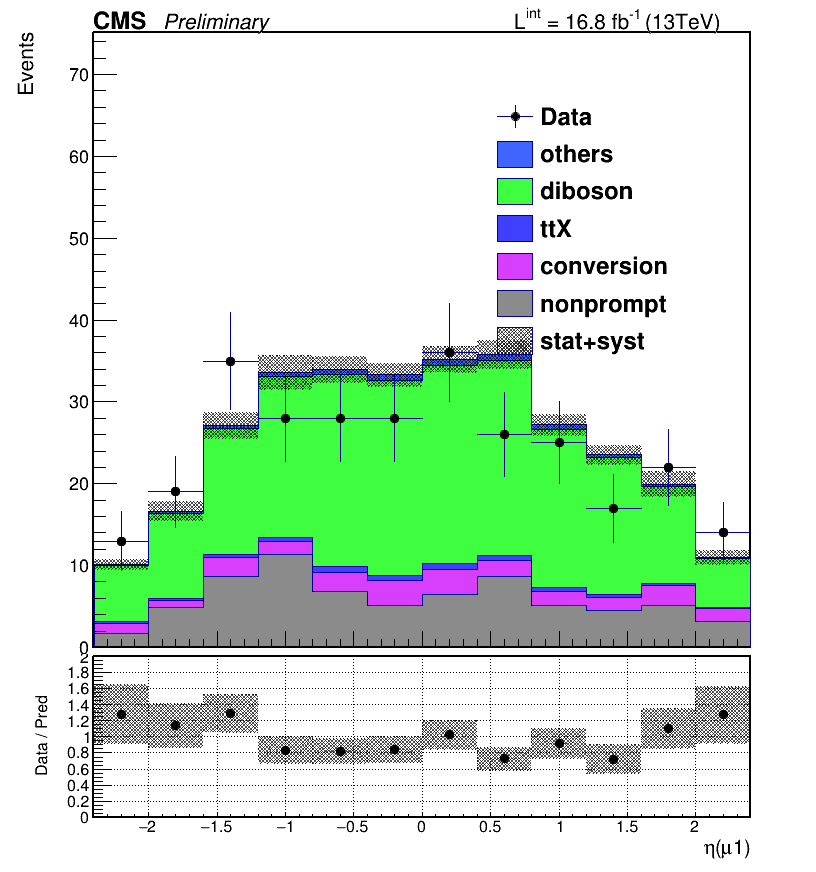 CMS Preliminary L^int = 16.8 fb^-1 (13TeV)
Events
70
60
50
40
30
20
10
0
Data
others
diboson
ttX
conversion
nonprompt
stat+syst
Data / Pred
2
1.8
1.6
1.4
1.2
1
0.8
0.6
0.4
0.2
0
−2 −1.5 −1 −0.5 0 0.5 1 1.5 2
η(μ1)